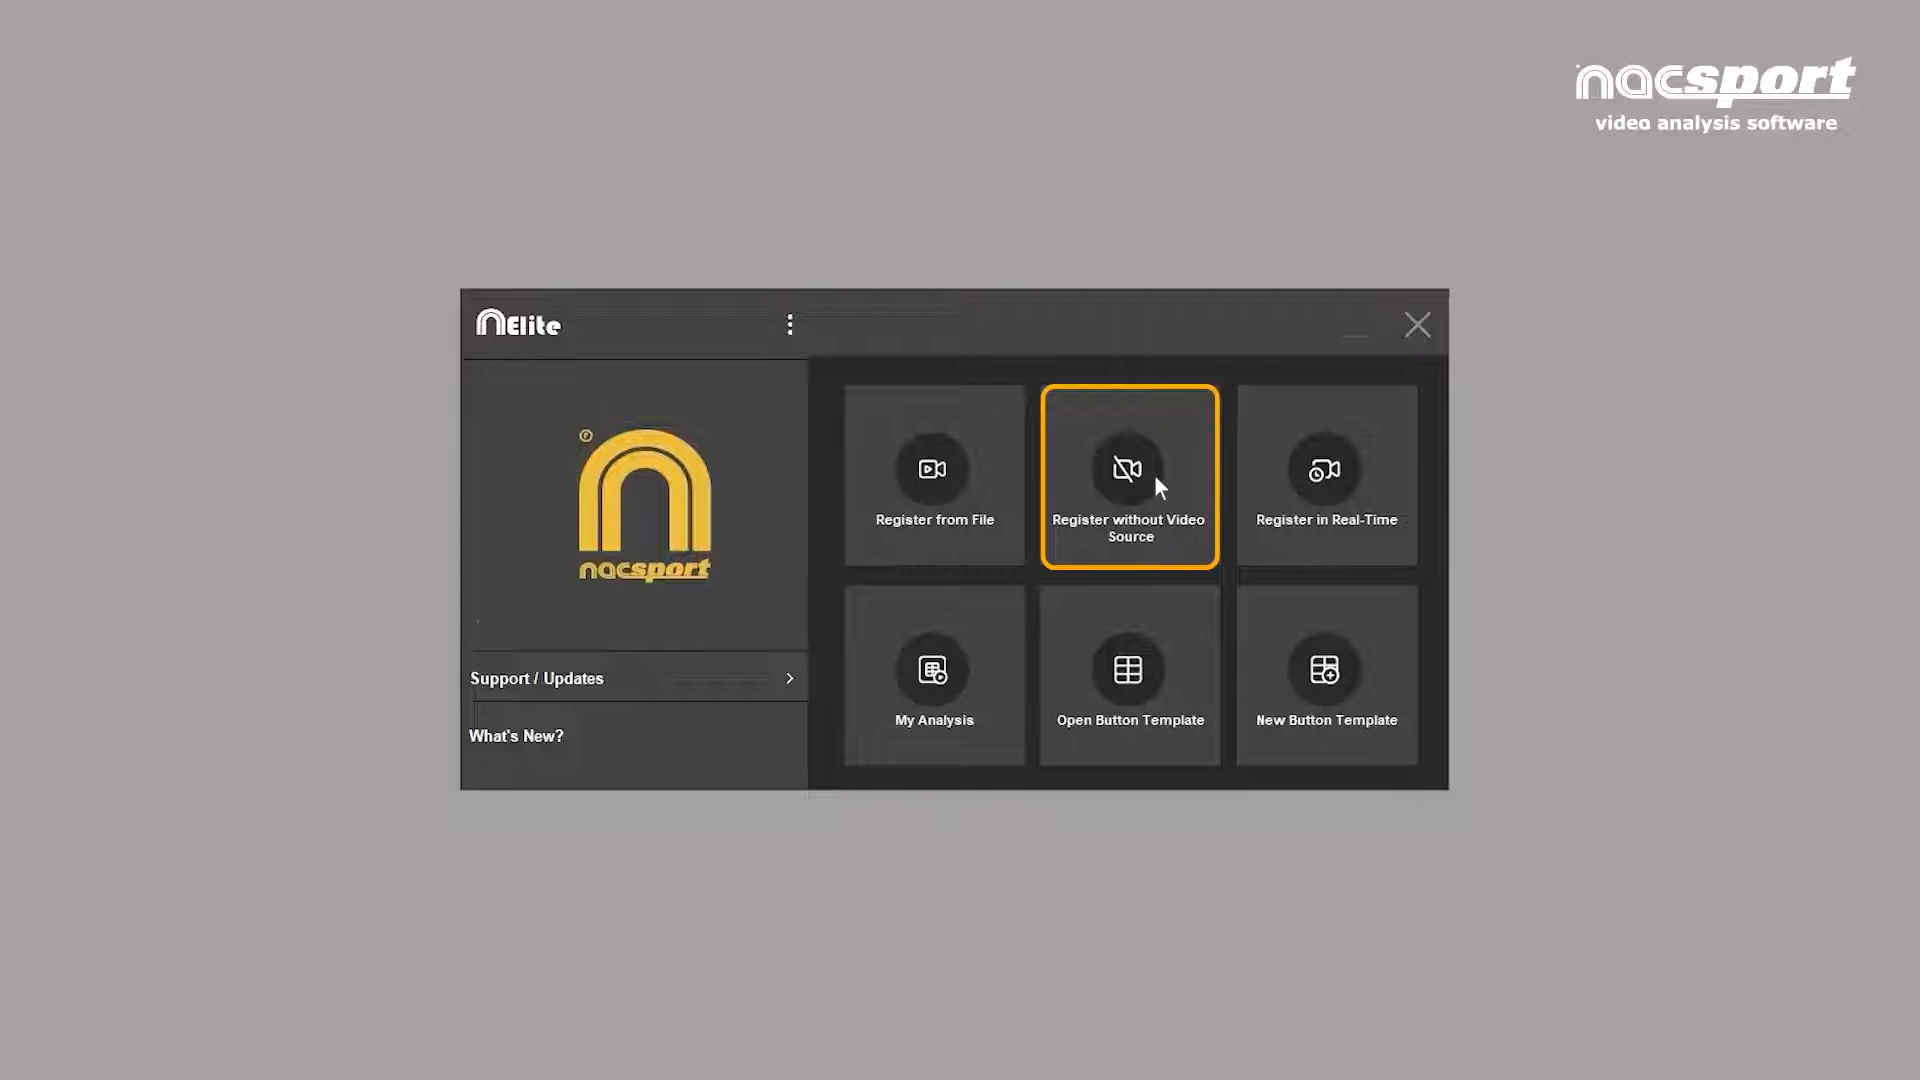 nacsport
video analysis software
Elite
R
nacsport
Support / Updates
What's New?
Register from File
Register without Video
Source
Register in Real-Time
My Analysis
Open Button Template
New Button Template